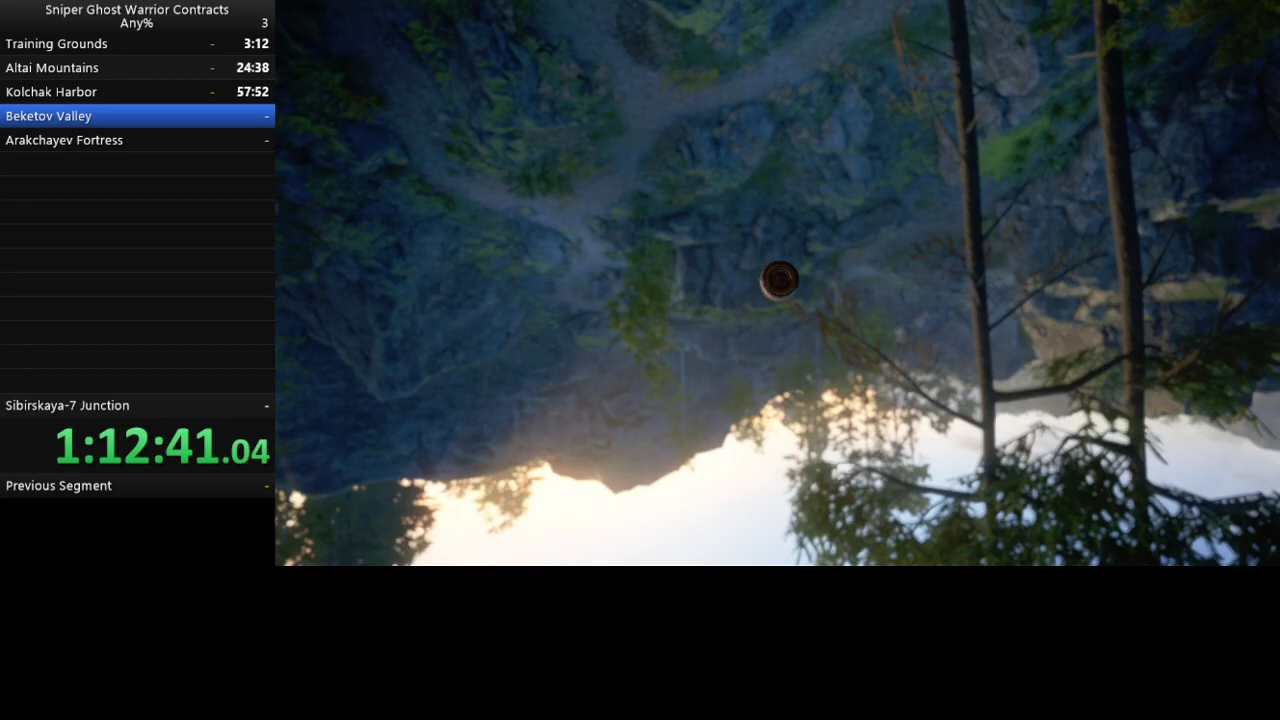 Sniper Ghost Warrior Contracts
Any% 3
Training Grounds - 3:12
Altai Mountains - 24:38
Kolchak Harbor - 57:52
Beketov Valley -
Arakchayev Fortress -
Sibirskaya-7 Junction -
1:12:41.04
Previous Segment -